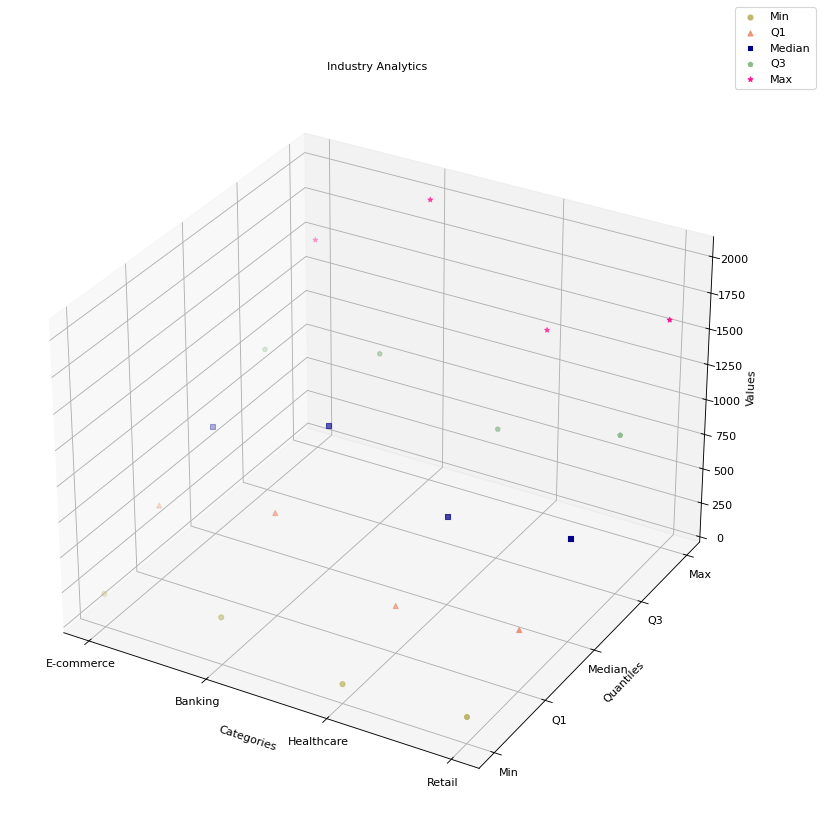 Min
Q1
Median
Q3
Max
Industry Analytics
2000
1750
1500
1250
1000
750
500
250
0
Values
Max
Q3
Median
Q1
Min
Quantiles
E-commerce
Banking
Healthcare
Retail
Categories